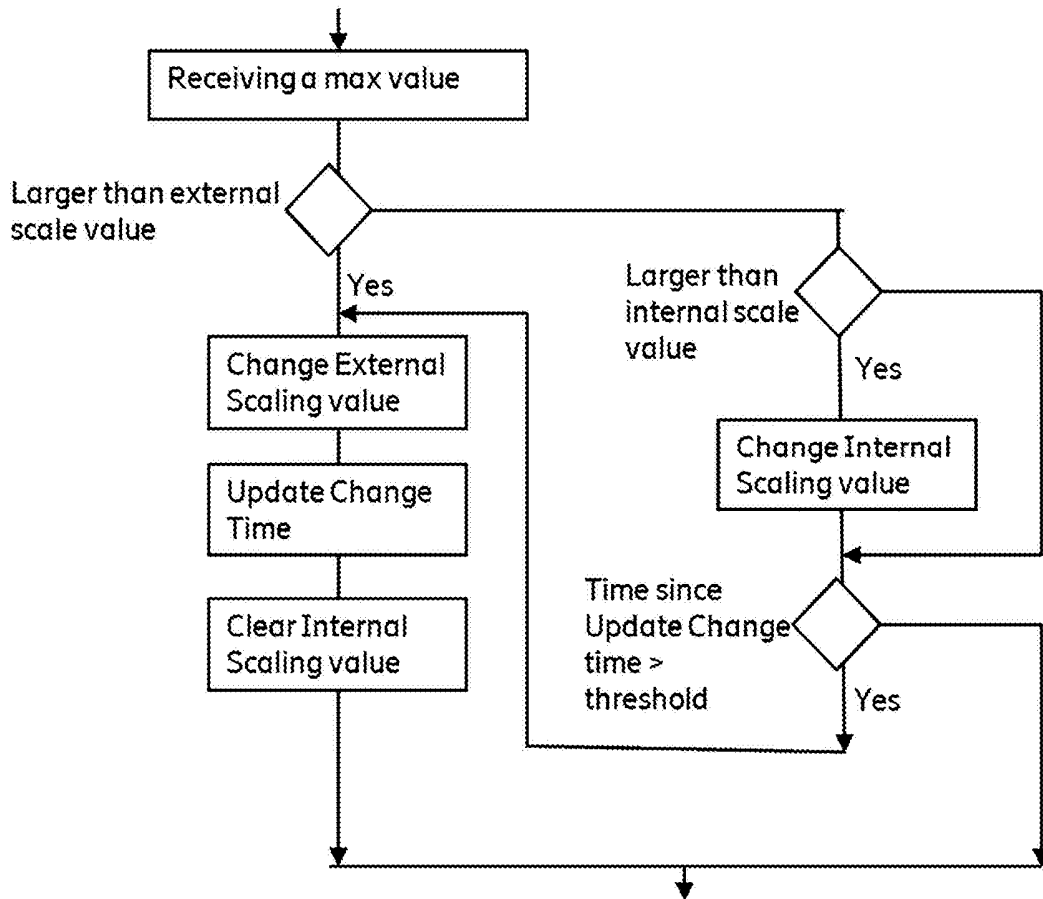 Receiving a max value
Larger than external
scale value
Yes
Change External
Scaling value
Update Change
Time
Clear Internal
Scaling value
Larger than
internal scale
value
Yes
Change Internal
Scaling value
Time since
Update Change
time >
threshold
Yes